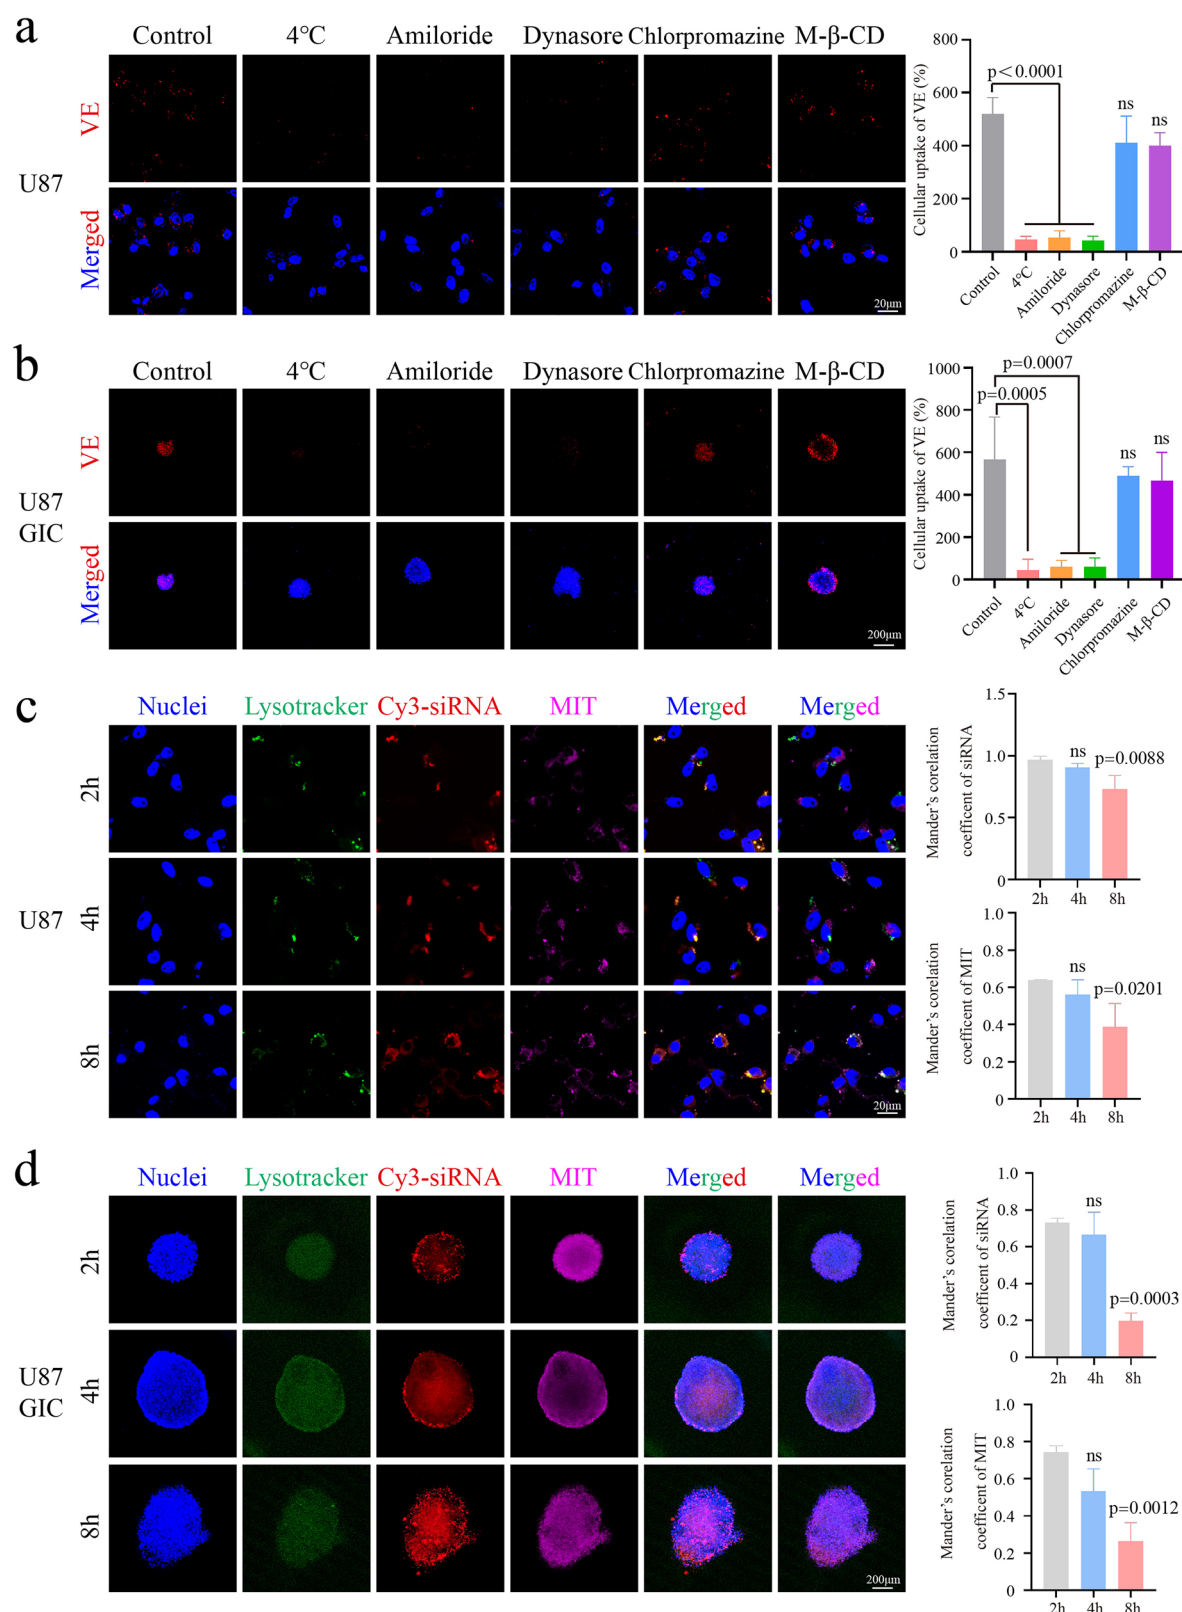 a
Control 4°C Amiloride Dynasore Chlorpromazine M-β-CD
VE
U87
Merged
20μm
Cellular uptake of VE (%)
800
600
400
200
0
p<0.0001
ns
ns
Control 4°C Amiloride Dynasore Chlorpromazine M-β-CD
b
Control 4°C Amiloride Dynasore Chlorpromazine M-β-CD
VE
U87
GIC
Merged
200μm
Cellular uptake of VE (%)
1000
800
600
400
200
0
p=0.0007
p=0.0005
ns
ns
Control 4°C Amiloride Dynasore Chlorpromazine M-β-CD
c
Nuclei Lysotracker Cy3-siRNA MIT Merged Merged
2h
U87
4h
8h
20μm
Mander's corelation
coefficent of siRNA
1.5
1.0
0.5
0
ns
p=0.0088
2h 4h 8h
Mander's corelation
coefficent of MIT
1.0
0.8
0.6
0.4
0.2
0
ns
p=0.0201
2h 4h 8h
d
Nuclei Lysotracker Cy3-siRNA MIT Merged Merged
2h
U87
GIC
4h
8h
200μm
Mander's corelation
coefficent of siRNA
1.0
0.8
0.6
0.4
0.2
0
ns
p=0.0003
2h 4h 8h
Mander's corelation
coefficent of MIT
1.0
0.8
0.6
0.4
0.2
0
ns
p=0.0012
2h 4h 8h